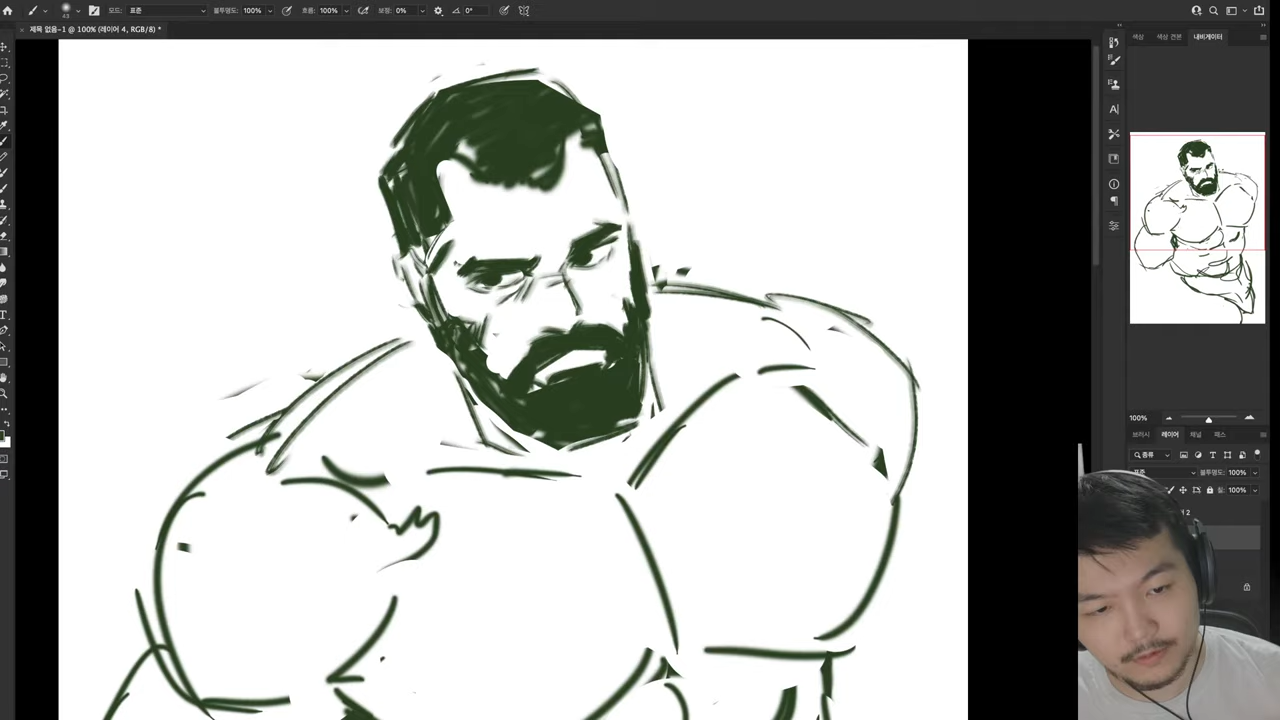 모드: 표준 불투명도: 100% 흐름: 100% 보정: 0% 0°
제목 없음-1 @ 100% (레이어 4, RGB/8) *
색상 색상 견본 내비게이터
100%
브러시 레이어 채널 패스
종류
표준 불투명도: 100%
100%
2
43